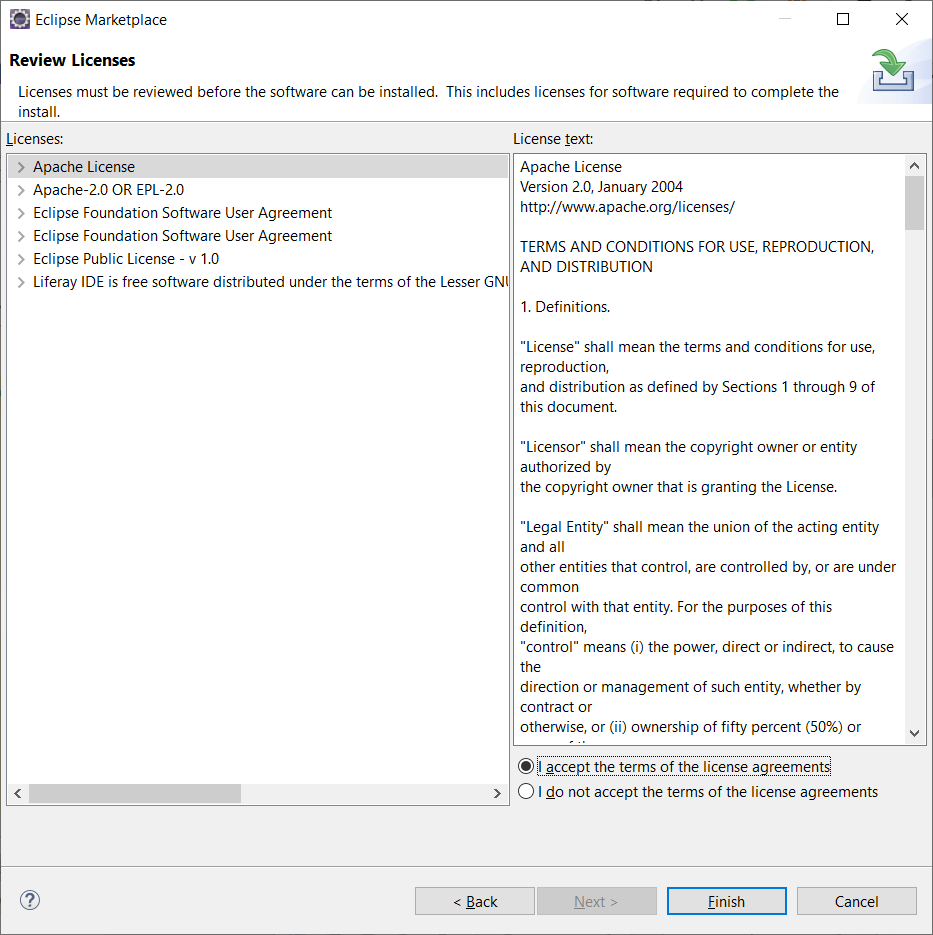 Eclipse Marketplace
Review Licenses
Licenses must be reviewed before the software can be installed.  This includes licenses for software required to complete the
install.
Licenses:
Apache License
Apache-2.0 OR EPL-2.0
Eclipse Foundation Software User Agreement
Eclipse Foundation Software User Agreement
Eclipse Public License - v 1.0
Liferay IDE is free software distributed under the terms of the Lesser GNU
License text:
Apache License
Version 2.0, January 2004
http://www.apache.org/licenses/
TERMS AND CONDITIONS FOR USE, REPRODUCTION,
AND DISTRIBUTION
1. Definitions.
"License" shall mean the terms and conditions for use,
reproduction,
and distribution as defined by Sections 1 through 9 of
this document.
"Licensor" shall mean the copyright owner or entity
authorized by
the copyright owner that is granting the License.
"Legal Entity" shall mean the union of the acting entity
and all
other entities that control, are controlled by, or are under
common
control with that entity. For the purposes of this
definition,
"control" means (i) the power, direct or indirect, to cause
the
direction or management of such entity, whether by
contract or
otherwise, or (ii) ownership of fifty percent (50%) or
I accept the terms of the license agreements
I do not accept the terms of the license agreements
?
< Back
Next >
Finish
Cancel